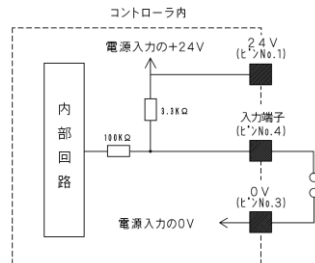 コントローラ内
電源入力の+24V
24V
(ﾋﾟﾝNo.1)
3.3KΩ
内部回路
100KΩ
入力端子
(ﾋﾟﾝNo.4)
0V
(ﾋﾟﾝNo.3)
電源入力の0V